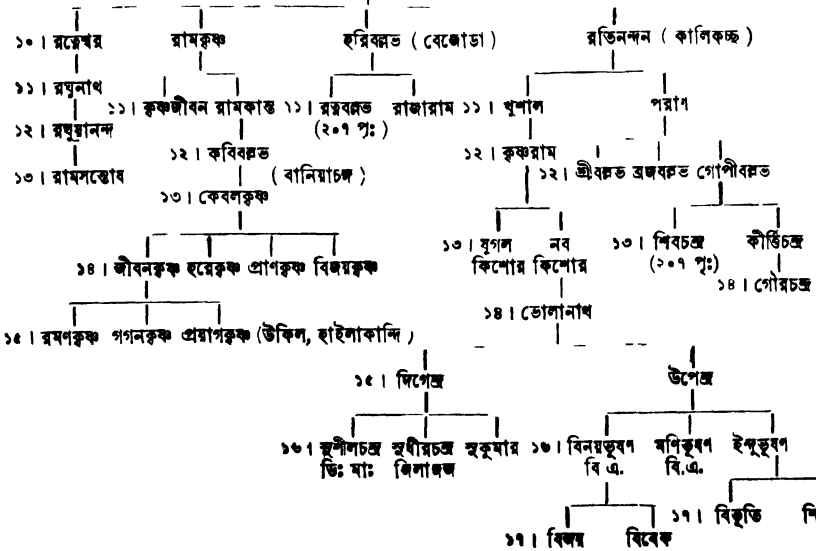 ১০। রত্নেশ্বর রামকৃষ্ণ হরিবল্লভ (বেজোড়া) রতিনন্দন (কালিকচ্ছ)
১১। রঘুনাথ
১১। কৃষ্ণজীবন রামকান্ত ১১। রত্নবল্লভ রাজারাম ১১। খুশাল পরাণ
(২০৭ পৃঃ)
১২। রঘুরানন্দ ১২। কবিবল্লভ ১২। কৃষ্ণরাম
১২। শ্রীবল্লভ ব্রজবল্লভ গোপীবল্লভ
১৩। রামসন্তোষ (বানিয়াচঙ্গ)
১৩। কেবলকৃষ্ণ
১৩। যুগল নব ১৩। শিবচন্দ্র কীর্ত্তিচন্দ্র
কিশোর কিশোর (২০৭ পৃঃ)
১৪। জীবনকৃষ্ণ হরেকৃষ্ণ প্রাণকৃষ্ণ বিজয়কৃষ্ণ
১৪। গৌরচন্দ্র
১৪। ভোলানাথ
১৫। রমণকৃষ্ণ গগনকৃষ্ণ প্রয়াগকৃষ্ণ (উকিল, হাইলাকান্দি)
১৫। দিগেন্দ্র উপেন্দ্র
১৬। সুশীলচন্দ্র সুধীরচন্দ্র সুকুমার ১৬। বিনয়ভূষণ মণিভূষণ ইন্দুভূষণ
ডিঃ মাঃ জিলাজজ বি এ. বি.এ.
১৭। বিজয় বিবেক ১৭। বিভূতি